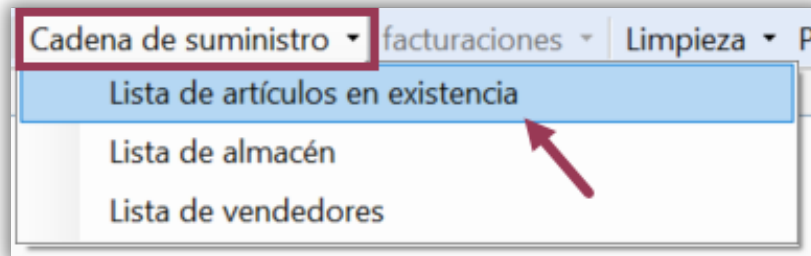 Cadena de suministro facturaciones Limpieza P
Lista de artículos en existencia
Lista de almacén
Lista de vendedores